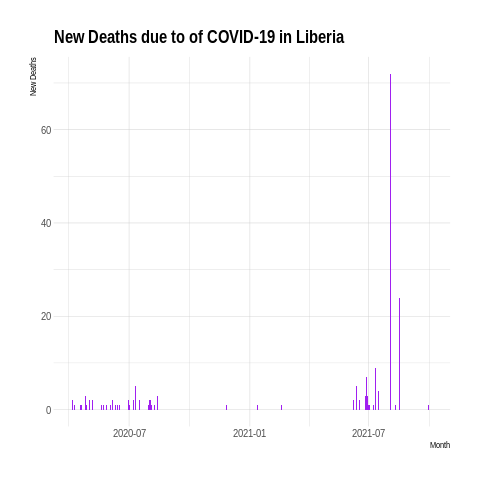 New Deaths due to of COVID-19 in Liberia
New Deaths
60
40
20
0
2020-07
2021-01
2021-07
Month